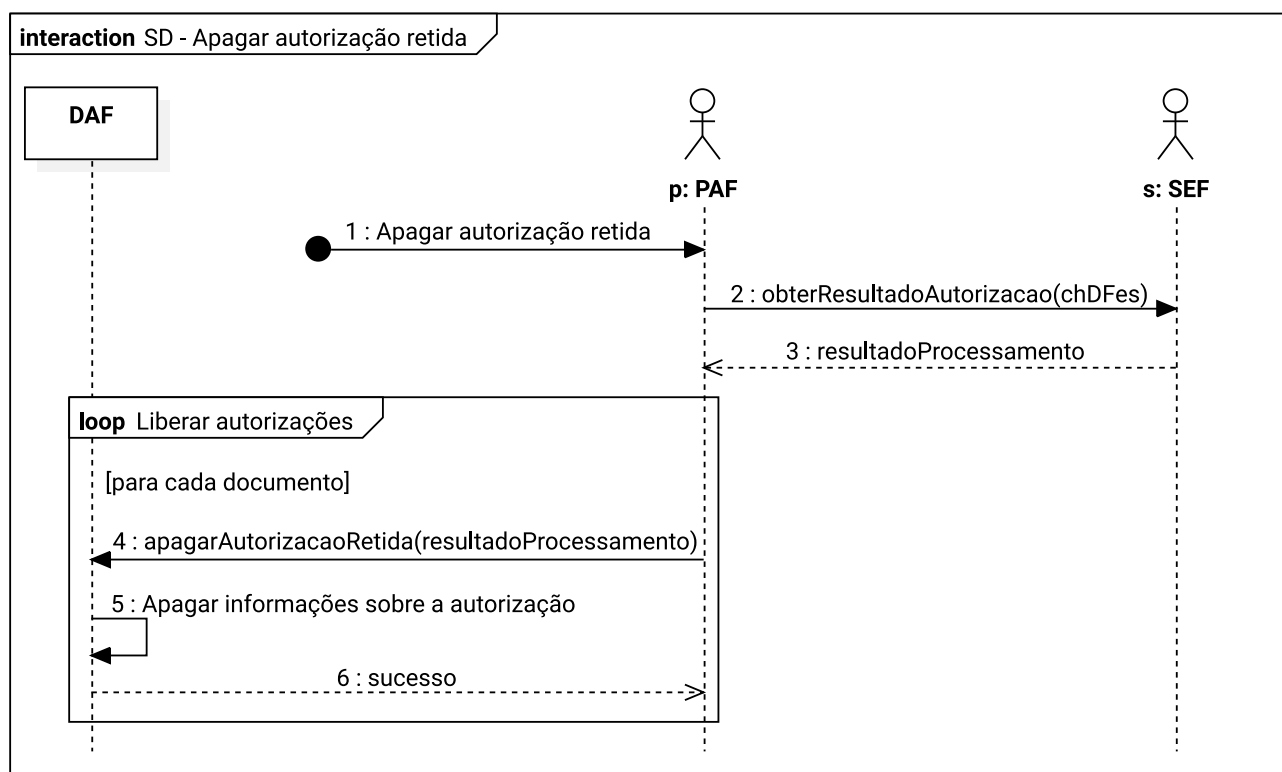 interaction SD - Apagar autorização retida
DAF
p: PAF
s: SEF
1 : Apagar autorização retida
2 : obterResultadoAutorizacao(chDFes)
3 : resultadoProcessamento
loop Liberar autorizações
[para cada documento]
4 : apagarAutorizacaoRetida(resultadoProcessamento)
5 : Apagar informações sobre a autorização
6 : sucesso